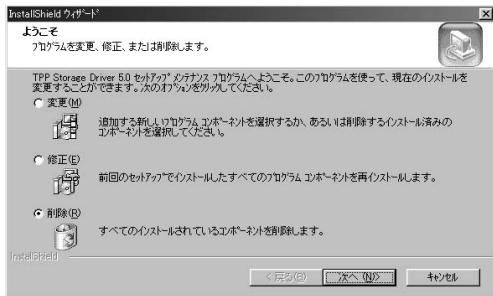 InstallShield ウィザード
ようこそ
プログラムを変更、修正、または削除します。
TPP Storage Driver 5.0 セットアップ メンテナンス プログラムへようこそ。このプログラムを使って、現在のインストールを
変更することができます。次のオプションをクリックしてください。
変更(M)
追加する新しいプログラム コンポーネントを選択するか、あるいは削除するインストール済みの
コンポーネントを選択してください。
修正(E)
前回のセットアップでインストールしたすべてのプログラム コンポーネントを再インストールします。
削除(R)
すべてのインストールされているコンポーネントを削除します。
InstallShield
< 戻る(B)
次へ (N)>
キャンセル